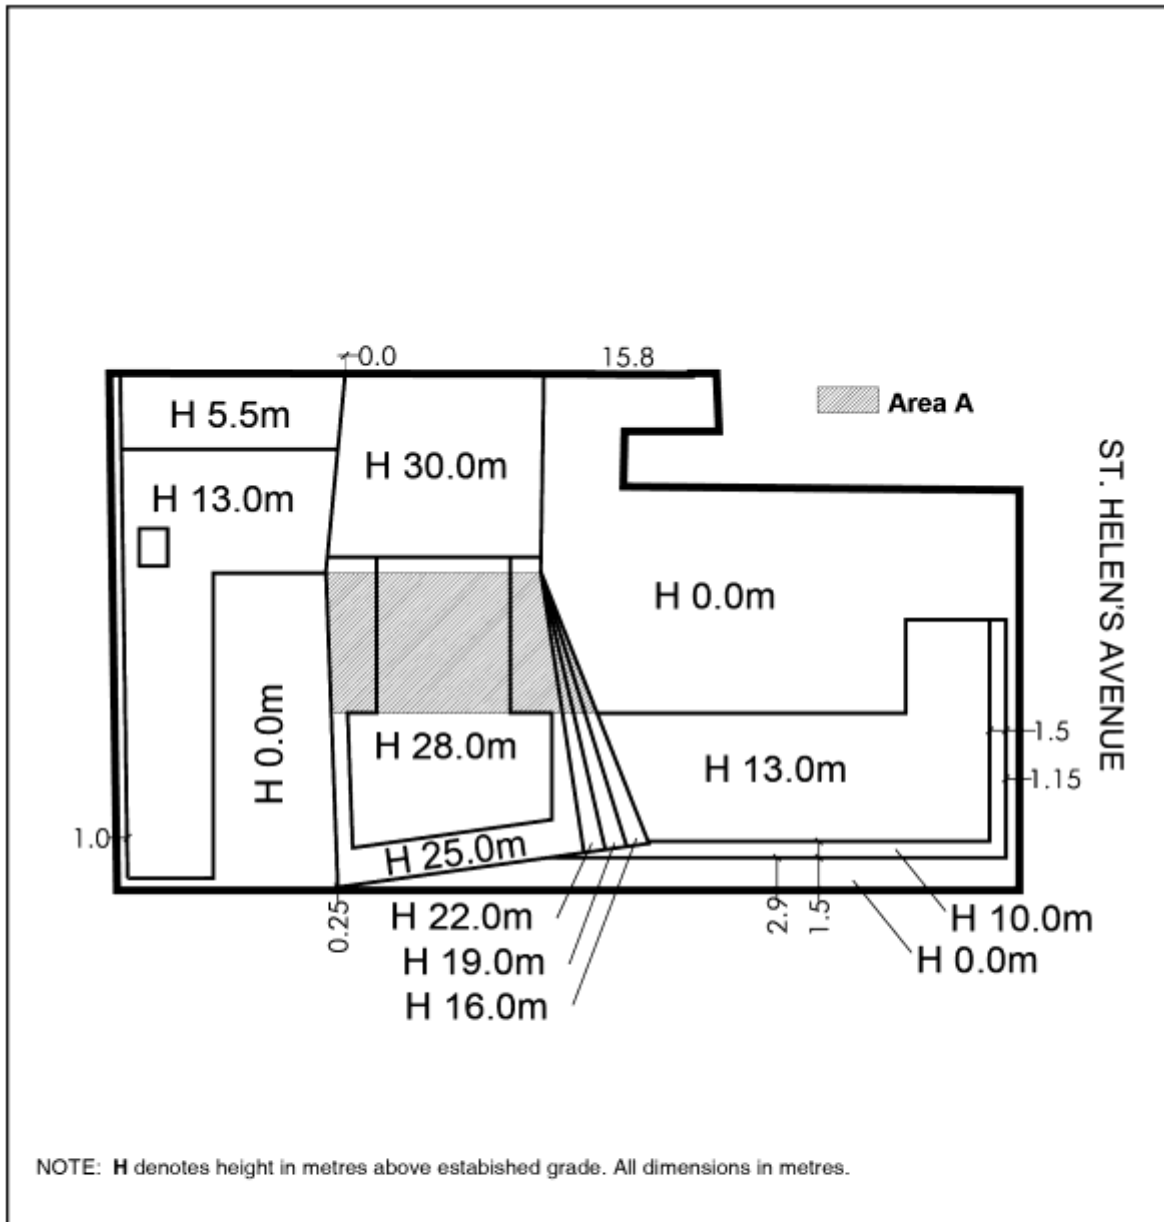 0.0
15.8
H 5.5m
Area A
H 30.0m
H 13.0m
ST. HELEN'S AVENUE
H 0.0m
H 0.0m
H 28.0m
1.5
H 13.0m
1.15
1.0
H 25.0m
0.25
H 22.0m
2.9
1.5
H 10.0m
H 19.0m
H 0.0m
H 16.0m
NOTE: H denotes height in metres above estabished grade. All dimensions in metres.